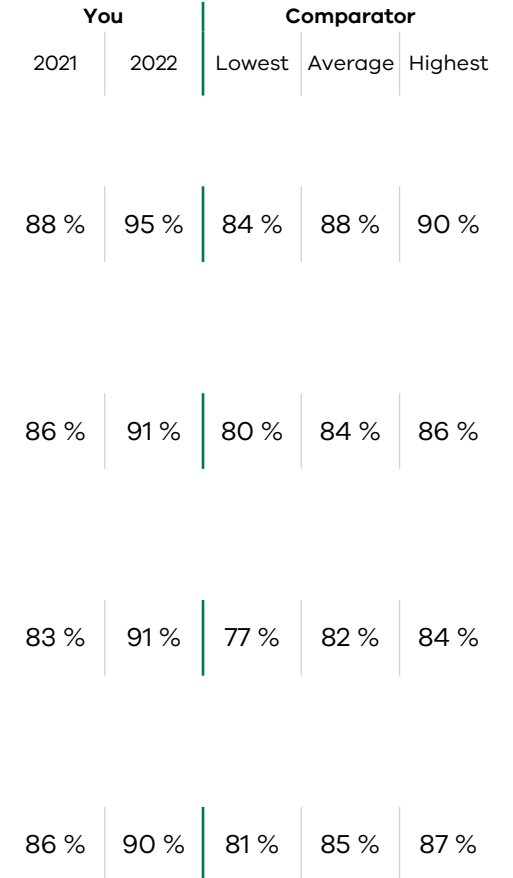 You Comparator
2021 2022 Lowest Average Highest
88 % 95 % 84 % 88 % 90 %
86 % 91 % 80 % 84 % 86 %
83 % 91 % 77 % 82 % 84 %
86 % 90 % 81 % 85 % 87 %